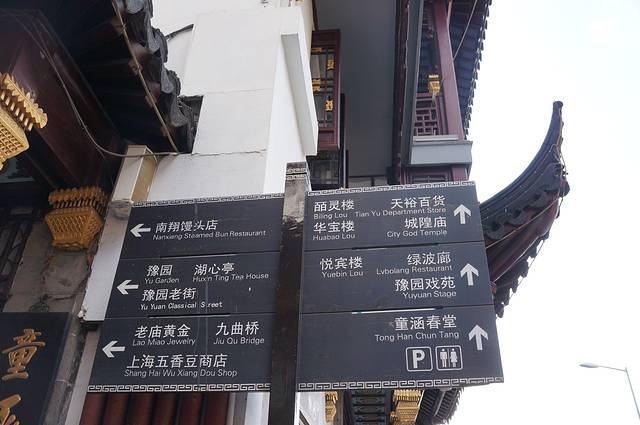 南翔馒头店
Nanxiang Steamed Bun Restaurant
豫园 湖心亭
Yu Garden Huxin Ting Tea House
豫园老街
Yu Yuan Classical Street
老庙黄金 九曲桥
Lao Miao Jewelry Jiu Qu Bridge
上海五香豆商店
Shang Hai Wu Xiang Dou Shop
皕灵楼 天裕百货
Biling Lou Tian Yu Department Store
华宝楼 城隍庙
Huabao Lou City God Temple
悦宾楼 绿波廊
Yuebin Lou Lvbolang Restaurant
豫园戏苑
Yuyuan Stage
童涵春堂
Tong Han Chun Tang
P
童